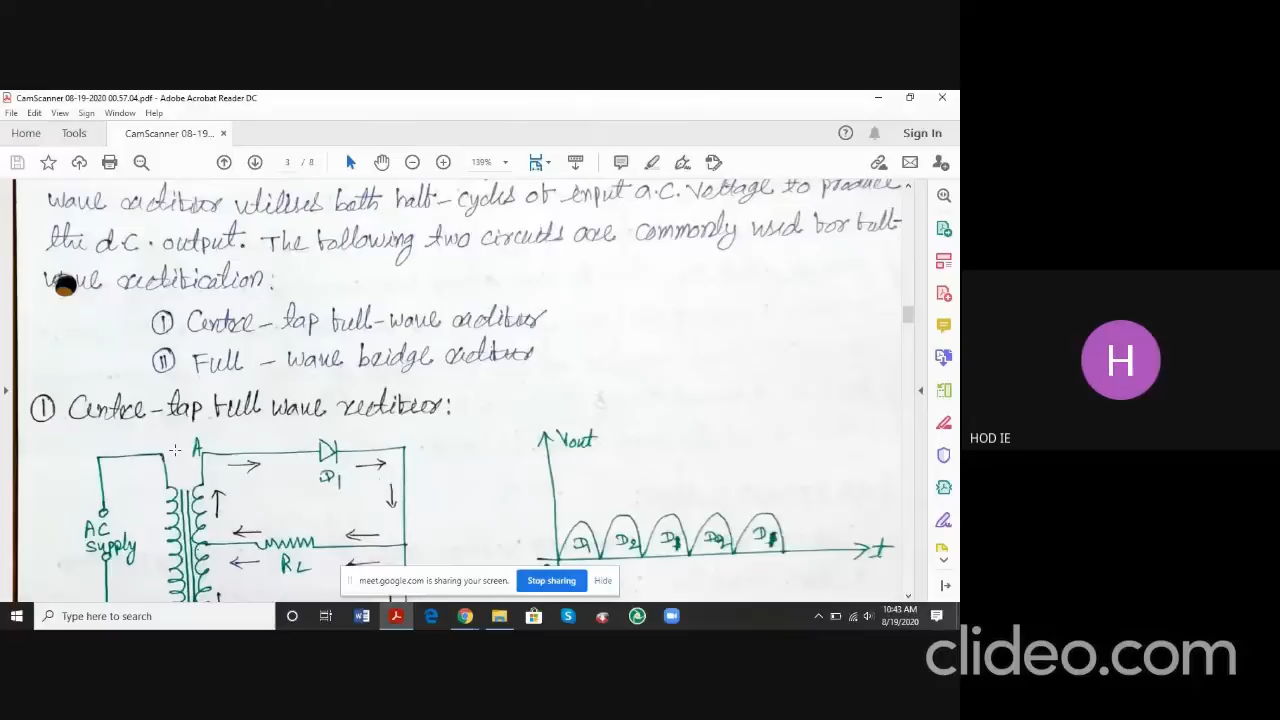 CamScanner 08-19-2020 00.57.04.pdf - Adobe Acrobat Reader DC
File Edit View Sign Window Help
Home Tools CamScanner 08-19... × Sign In
3 / 8 139%
wave rectifier utilises both half-cycles of input a.c. voltage to produce
the d.c. output. The following two circuits are commonly used for full-
wave rectification:
I Centre-tap full-wave rectifier
II Full-wave bridge rectifier
I Centre-tap full wave rectifier:
A
D1
AC
supply
RL
Vout
D1 D2 D1 D2 D1
t
meet.google.com is sharing your screen. Stop sharing Hide
Type here to search
10:43 AM
8/19/2020
H
HOD IE
clideo.com